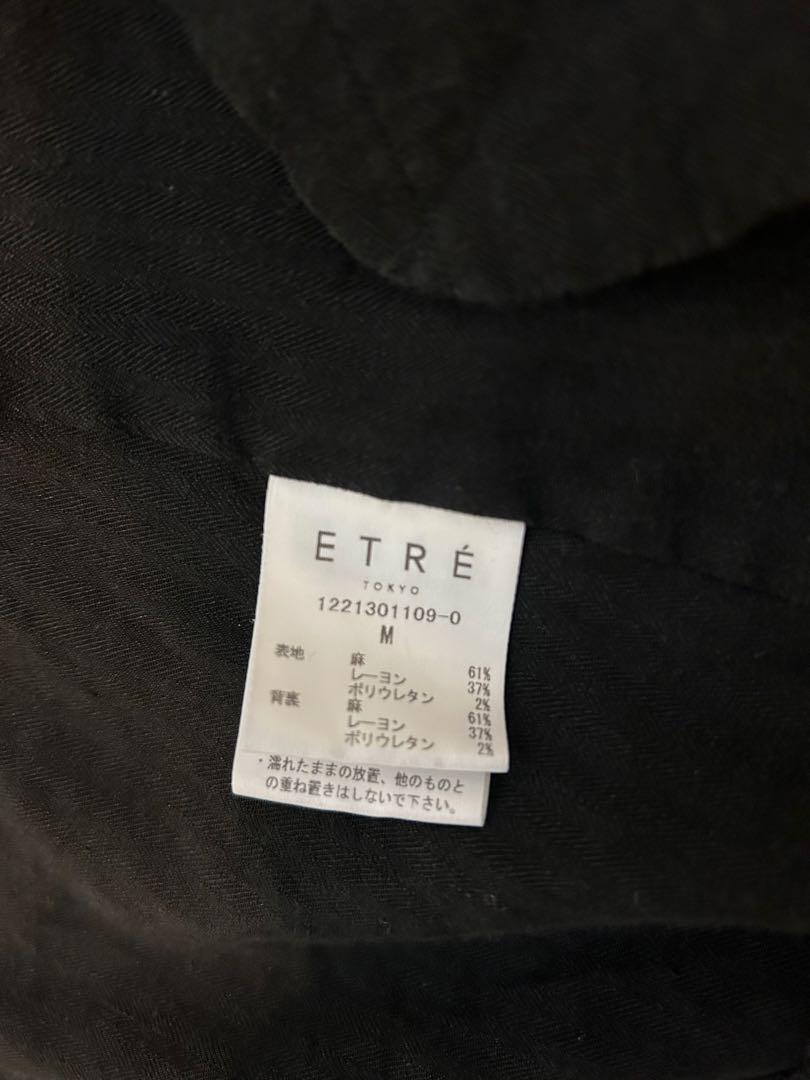 ETRÉ
TOKYO
1221301109-0
M
表地 麻 61%
レーヨン 37%
ポリウレタン 2%
背裏 麻 61%
レーヨン 37%
ポリウレタン 2%
・濡れたままの放置、他のものと
の重ね置きはしないで下さい。